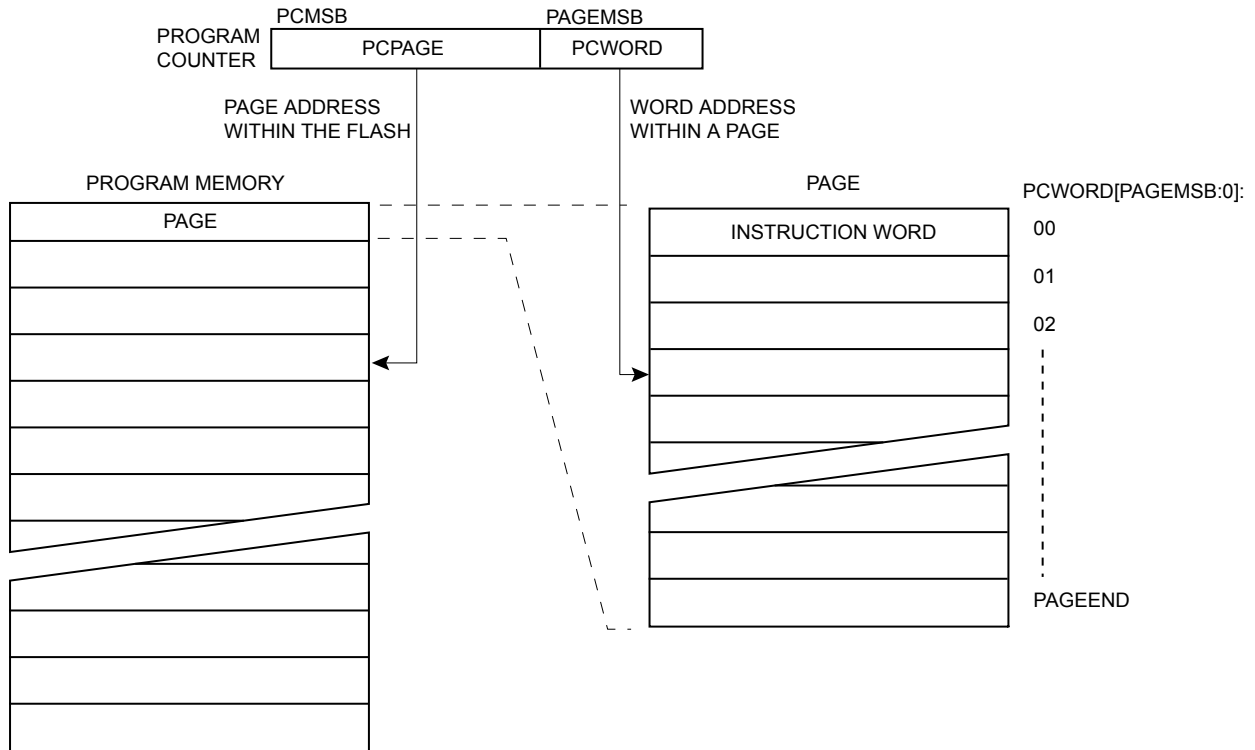 PCMSB
PAGEMSB
PROGRAM
COUNTER
PCPAGE
PCWORD
PAGE ADDRESS
WITHIN THE FLASH
WORD ADDRESS
WITHIN A PAGE
PROGRAM MEMORY
PAGE
PAGE
PCWORD[PAGEMSB:0]:
INSTRUCTION WORD
00
01
02
PAGEEND